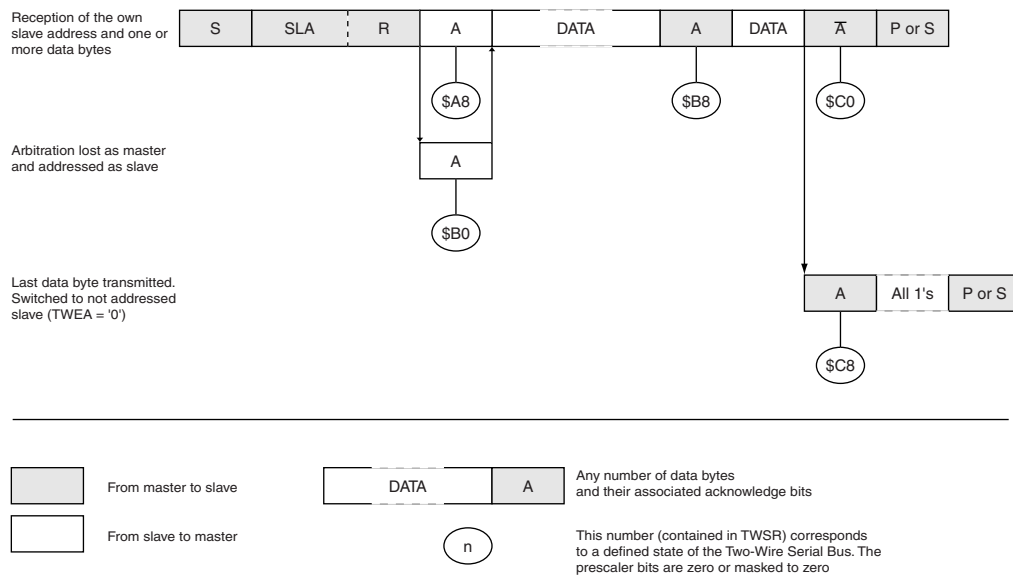 Reception of the own
slave address and one or
more data bytes
S SLA R A DATA A DATA A̅ P or S
$A8 $B8 $C0
Arbitration lost as master
and addressed as slave
A
$B0
Last data byte transmitted.
Switched to not addressed
slave (TWEA = '0')
A All 1's P or S
$C8
From master to slave
DATA A
Any number of data bytes
and their associated acknowledge bits
From slave to master
n
This number (contained in TWSR) corresponds
to a defined state of the Two-Wire Serial Bus. The
prescaler bits are zero or masked to zero